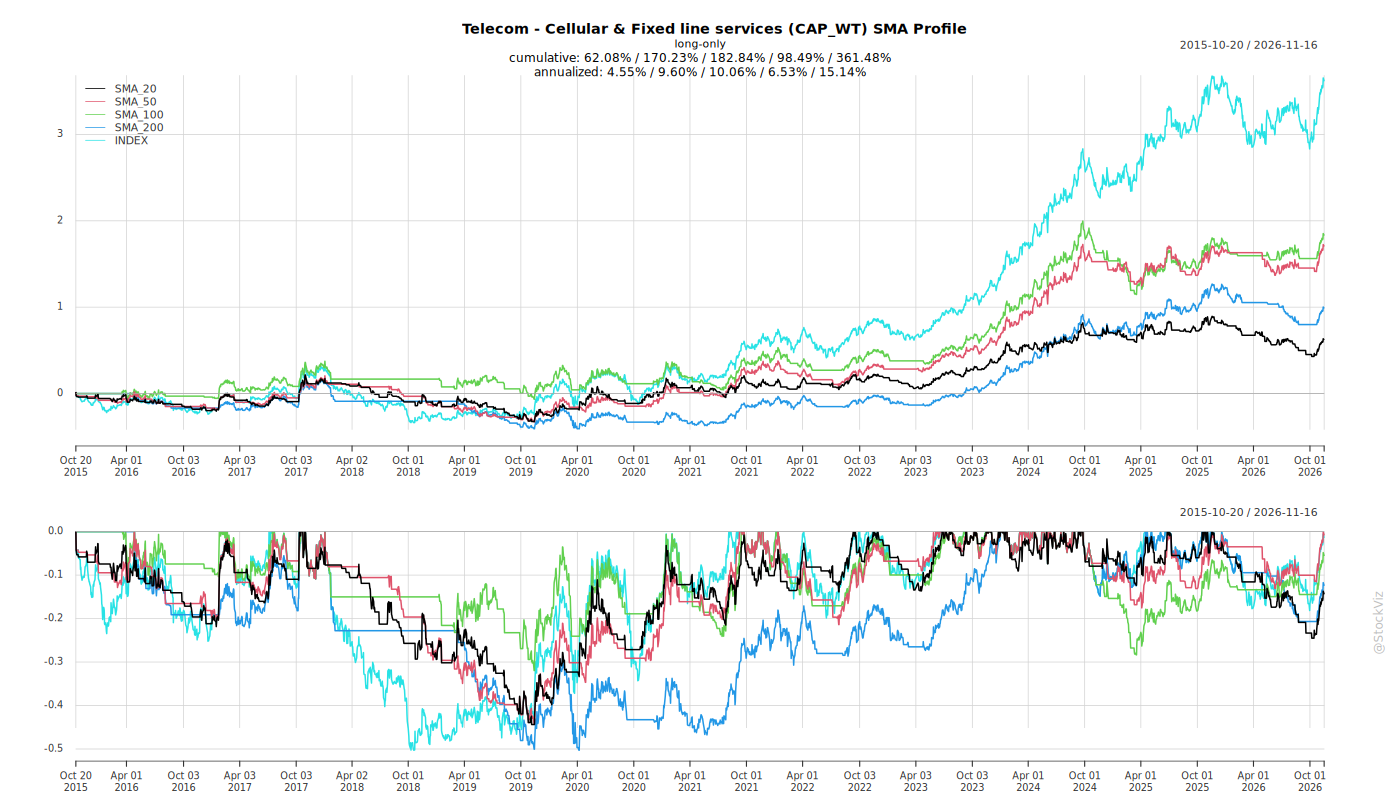 Telecom - Cellular & Fixed line services (CAP_WT) SMA Profile
long-only
cumulative: 62.08% / 170.23% / 182.84% / 98.49% / 361.48%
annualized: 4.55% / 9.60% / 10.06% / 6.53% / 15.14%
2015-10-20 / 2026-11-16
SMA_20
SMA_50
SMA_100
SMA_200
INDEX
3
2
1
0
Oct 20 Apr 01 Oct 03 Apr 03 Oct 03 Apr 02 Oct 01 Apr 01 Oct 01 Apr 01 Oct 01 Apr 01 Oct 01 Apr 01 Oct 03 Apr 03 Oct 03 Apr 01 Oct 01 Apr 01 Oct 01 Apr 01 Oct 01
2015 2016 2016 2017 2017 2018 2018 2019 2019 2020 2020 2021 2021 2022 2022 2023 2023 2024 2024 2025 2025 2026 2026
2015-10-20 / 2026-11-16
0.0
-0.1
-0.2
-0.3
-0.4
-0.5
Oct 20 Apr 01 Oct 03 Apr 03 Oct 03 Apr 02 Oct 01 Apr 01 Oct 01 Apr 01 Oct 01 Apr 01 Oct 01 Apr 01 Oct 03 Apr 03 Oct 03 Apr 01 Oct 01 Apr 01 Oct 01 Apr 01 Oct 01
2015 2016 2016 2017 2017 2018 2018 2019 2019 2020 2020 2021 2021 2022 2022 2023 2023 2024 2024 2025 2025 2026 2026
@StockViz